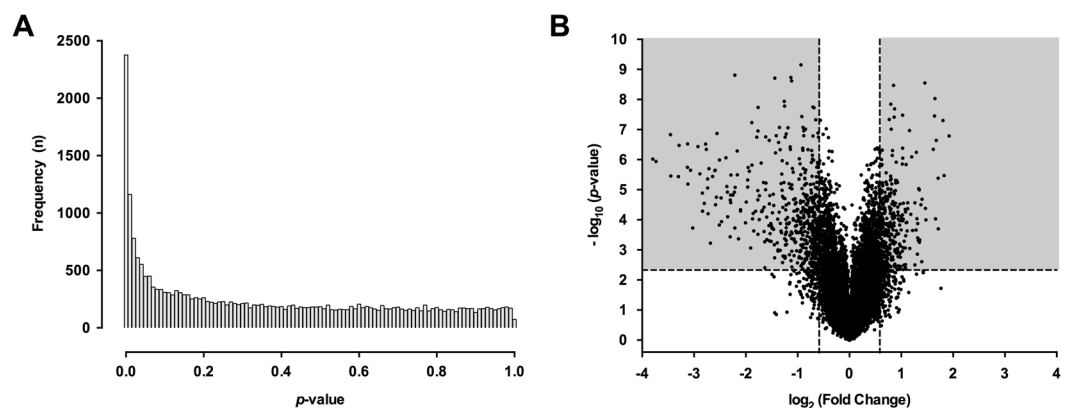 A
Frequency (n)
2500
2000
1500
1000
500
0
0.0 0.2 0.4 0.6 0.8 1.0
p-value
B
- log10 (p-value)
10
9
8
7
6
5
4
3
2
1
0
-4 -3 -2 -1 0 1 2 3 4
log2 (Fold Change)